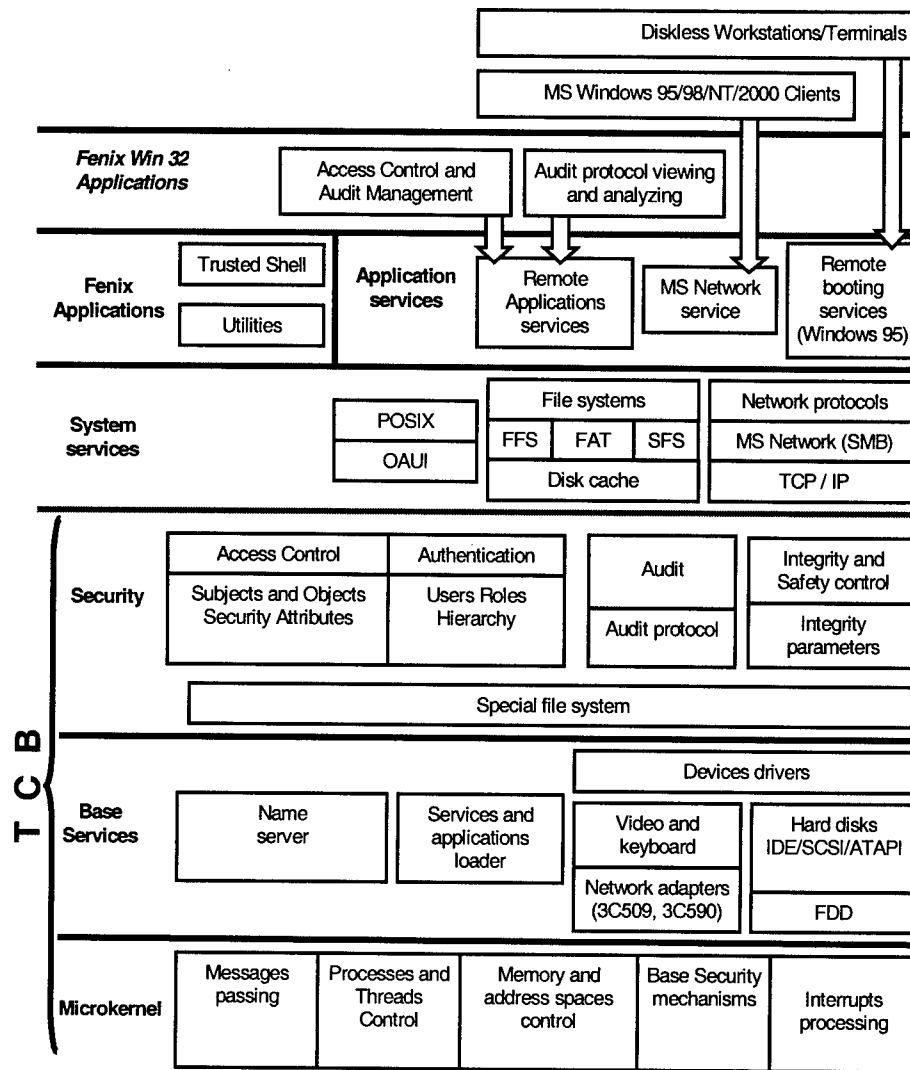 Diskless Workstations/Terminals
MS Windows 95/98/NT/2000 Clients
Fenix Win 32
Applications
Access Control and
Audit Management
Audit protocol viewing
and analyzing
Fenix
Applications
Trusted Shell
Utilities
Application
services
Remote
Applications
services
MS Network
service
Remote
booting
services
(Windows 95)
System
services
POSIX
OAUI
File systems
FFS
FAT
SFS
Disk cache
Network protocols
MS Network (SMB)
TCP / IP
T C B
Security
Access Control
Subjects and Objects
Security Attributes
Authentication
Users Roles
Hierarchy
Audit
Audit protocol
Integrity and
Safety control
Integrity
parameters
Special file system
Base
Services
Name
server
Services and
applications
loader
Devices drivers
Video and
keyboard
Network adapters
(3C509, 3C590)
Hard disks
IDE/SCSI/ATAPI
FDD
Microkernel
Messages
passing
Processes and
Threads
Control
Memory and
address spaces
control
Base Security
mechanisms
Interrupts
processing